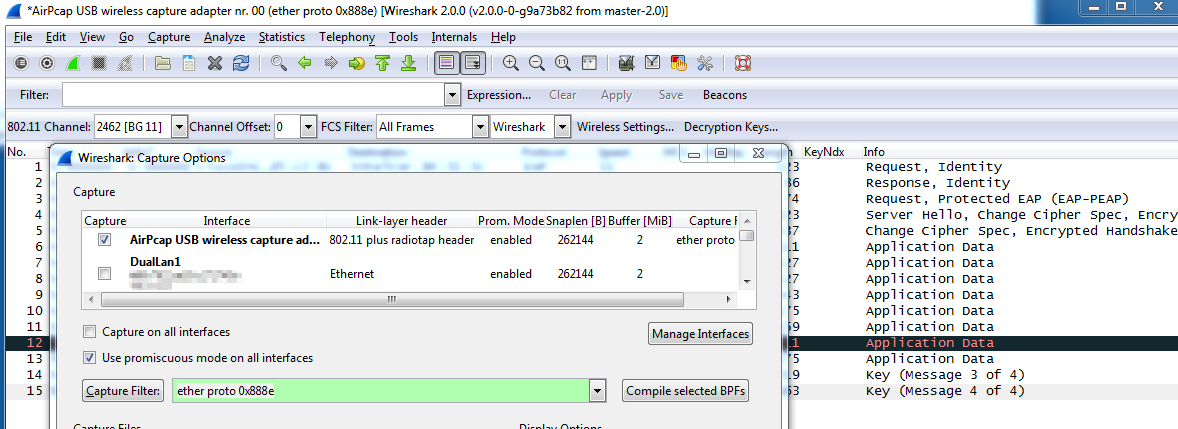 *AirPcap USB wireless capture adapter nr. 00 (ether proto 0x888e) [Wireshark 2.0.0 (v2.0.0-0-g9a73b82 from master-2.0)]
File Edit View Go Capture Analyze Statistics Telephony Tools Internals Help
Filter: Expression... Clear Apply Save Beacons
802.11 Channel: 2462 [BG 11] Channel Offset: 0 FCS Filter: All Frames Wireshark Wireless Settings... Decryption Keys...
No. KeyNdx Info
1 23 Request, Identity
2 36 Response, Identity
3 74 Request, Protected EAP (EAP-PEAP)
4 23 Server Hello, Change Cipher Spec, Encry
5 37 Change Cipher Spec, Encrypted Handshake
6 11 Application Data
7 27 Application Data
8 27 Application Data
9 43 Application Data
10 75 Application Data
11 59 Application Data
12 11 Application Data
13 75 Application Data
14 19 Key (Message 3 of 4)
15 53 Key (Message 4 of 4)
Wireshark: Capture Options
Capture
Capture Interface Link-layer header Prom. Mode Snaplen [B] Buffer [MiB] Capture F
AirPcap USB wireless capture ad... 802.11 plus radiotap header enabled 262144 2 ether proto
DualLan1
Ethernet enabled 262144 2
Capture on all interfaces
Manage Interfaces
Use promiscuous mode on all interfaces
Capture Filter: ether proto 0x888e Compile selected BPFs
Capture Files Display Options